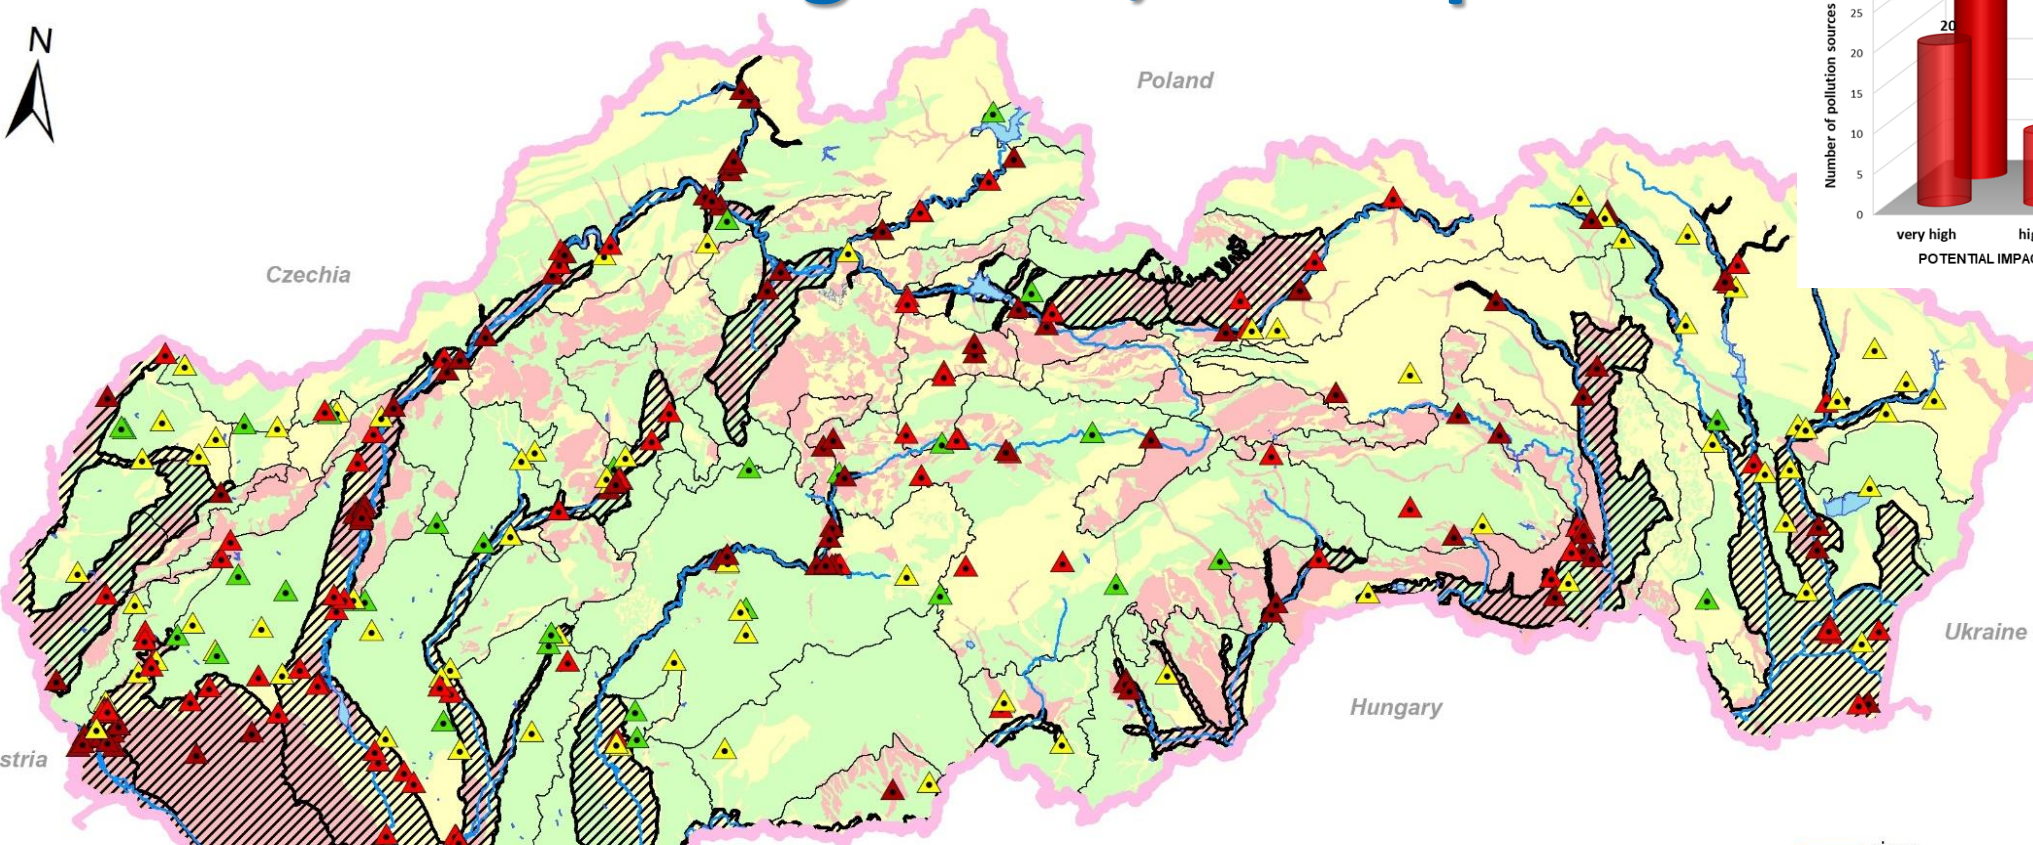 N
Poland
Czechia
stria
Hungary
Ukraine
Number of pollution sources
25
20
20
15
10
5
0
very high
hig
POTENTIAL IMPAC